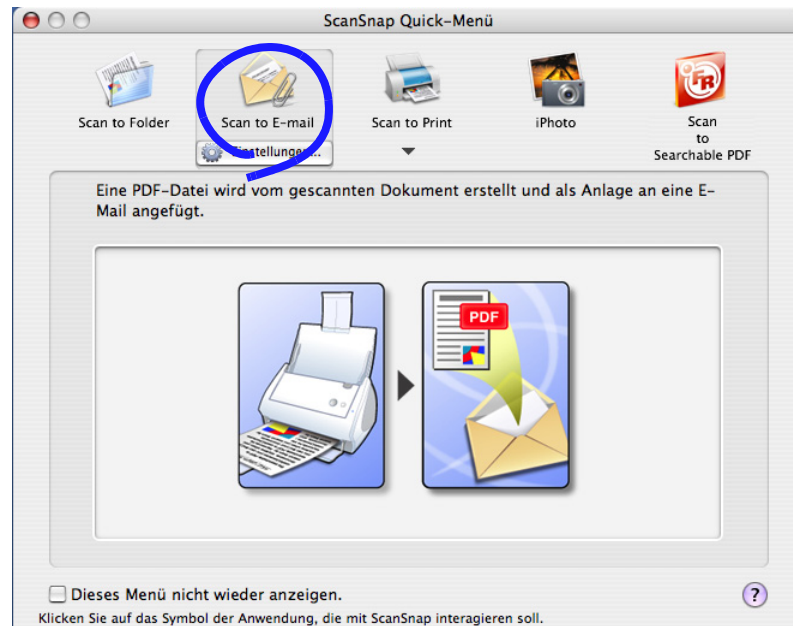 ScanSnap Quick-Menü
Scan to Folder
Scan to E-mail
Scan to Print
iPhoto
Scan
to
Searchable PDF
Einstellungen...
Eine PDF-Datei wird vom gescannten Dokument erstellt und als Anlage an eine E-
Mail angefügt.
PDF
Dieses Menü nicht wieder anzeigen.
?
Klicken Sie auf das Symbol der Anwendung, die mit ScanSnap interagieren soll.